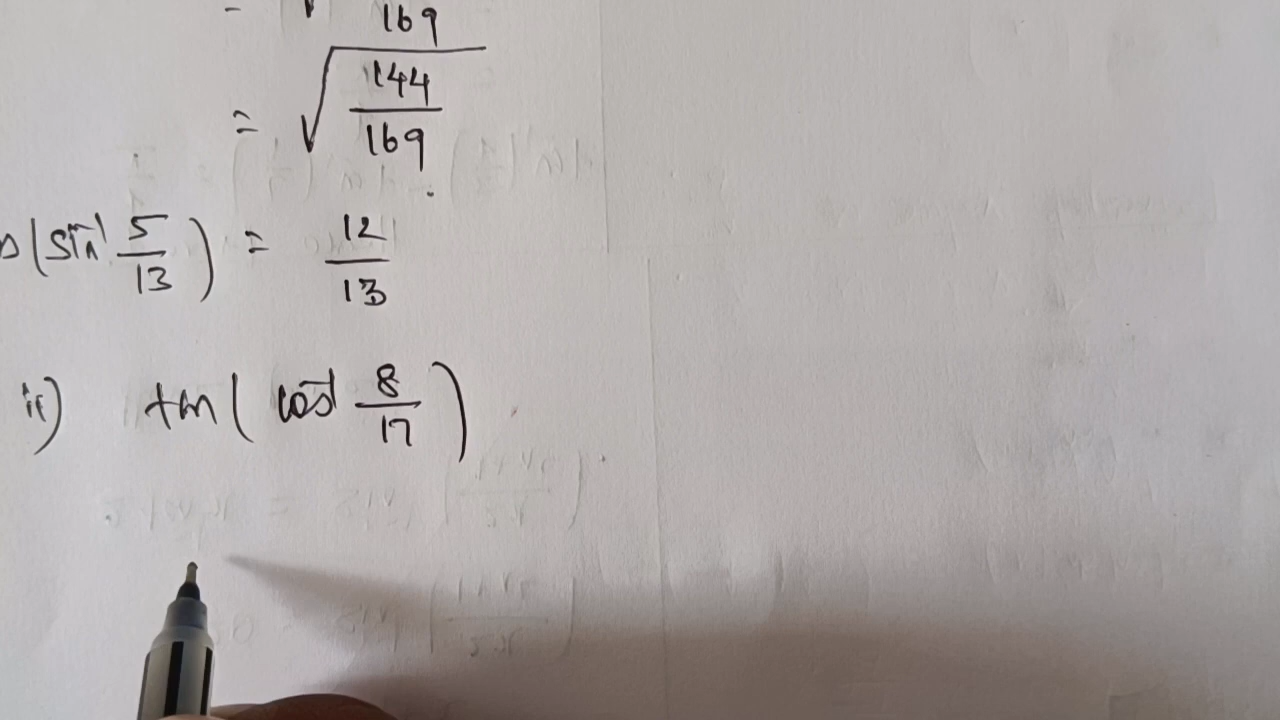 = √ 169
= √ 144/169
(sin⁻¹ 5/13) = 12/13
ii) tan(cos⁻¹ 8/17)